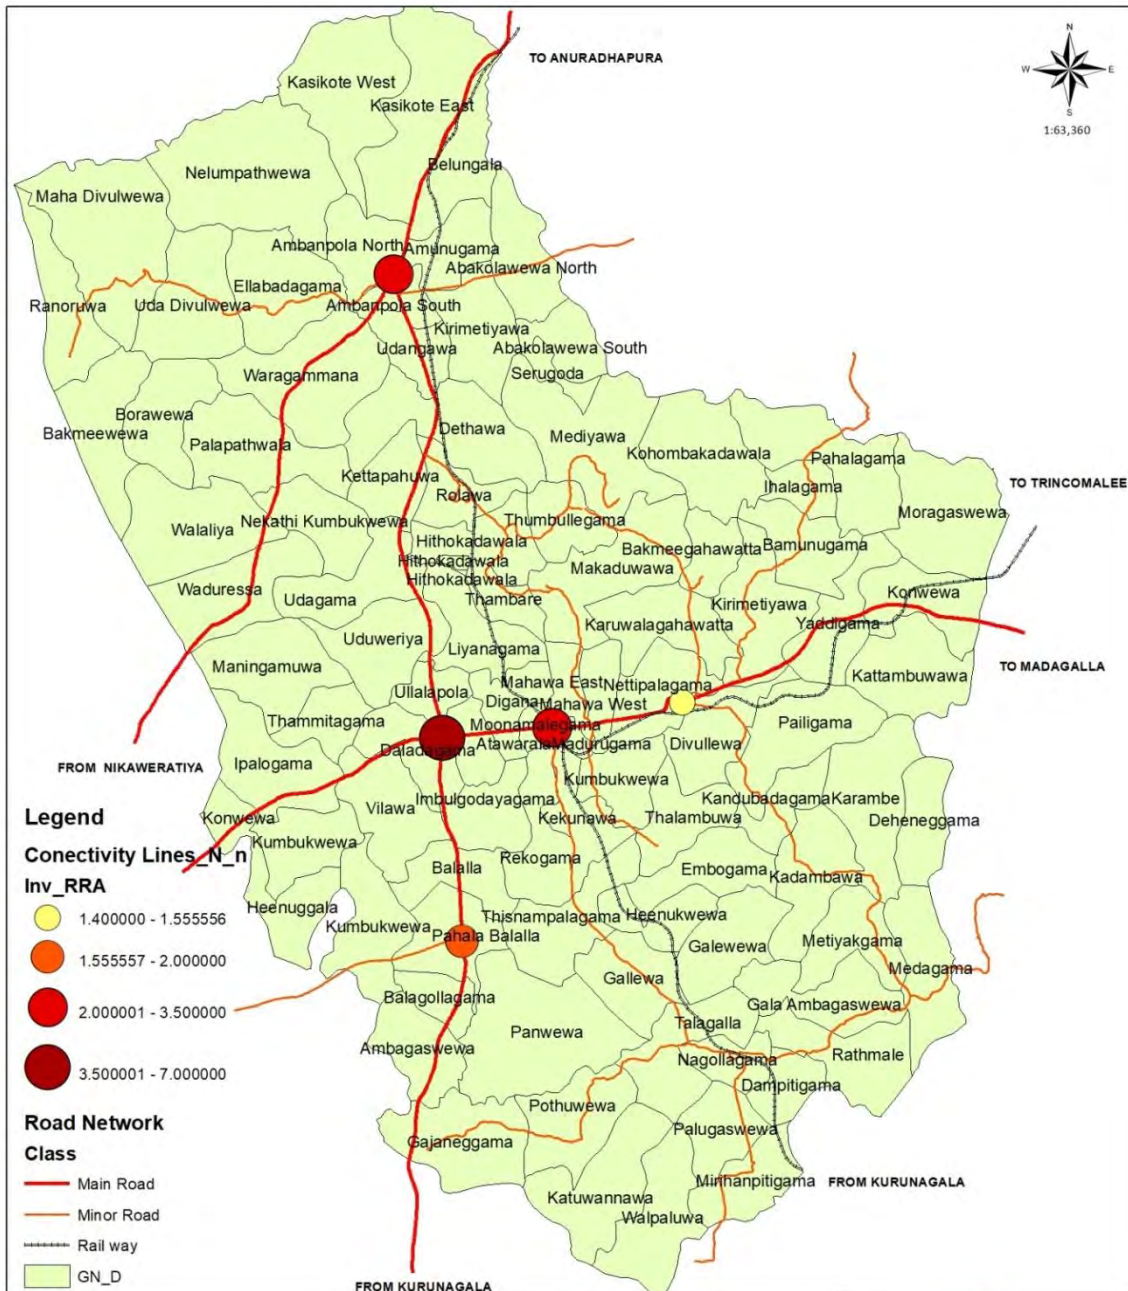 N
W
E
S
1:63,360
TO ANURADHAPURA
Kasikote West
Kasikote East
Belungala
Nelumpathwewa
Maha Divulwewa
Ambanpola North
Amunugama
Abakolawewa North
Ellabadagama
Ranoruwa
Uda Divulwewa
Ambanpola South
Kirimetiyawa
Udangawa
Abakolawewa South
Serugoda
Waragammana
Borawewa
Bakmeewewa
Palapathwala
Dethawa
Mediyawa
Kohombakadawala
Pahalagama
Kettapahuwa
Rolawa
Ihalagama
TO TRINCOMALEE
Moragaswewa
Walaliya
Nekathi Kumbukwewa
Thumbullegama
Hithokadawala
Bakmeegahawatta
Bamunugama
Hithokadawala
Makaduwawa
Hithokadawala
Waduressa
Udagama
Thambare
Kirimetiyawa
Konwewa
Karuwalagahawatta
Yaddigama
Uduweriya
Liyanagama
TO MADAGALLA
Maningamuwa
Mahawa East
Nettipalagama
Kattambuwawa
Ullalapola
Digana
Mahawa West
Thammitagama
Moonamalegama
Pailigama
Daladagama
Atawarala
Madurugama
Divullewa
FROM NIKAWERATIYA
Ipalogama
Kumbukwewa
Vilawa
Imbulgodayagama
Kandubadagama
Karambe
Konwewa
Kekunawa
Thalambuwa
Deheneggama
Kumbukwewa
Rekogama
Balalla
Embogama
Kadambawa
Heenuggala
Kumbukwewa
Thisnampalagama
Heenukwewa
Pahala Balalla
Galewewa
Metiyakgama
Medagama
Balagollagama
Gallewa
Gala Ambagaswewa
Panwewa
Talagalla
Ambagaswewa
Nagollagama
Rathmale
Dampitigama
Pothuwewa
Gajaneggama
Palugaswewa
Mirihanpitigama
FROM KURUNAGALA
Katuwannawa
Walpaluwa
FROM KURUNAGALA
Legend
Conectivity Lines_N_n
Inv_RRA
1.400000 - 1.555556
1.555557 - 2.000000
2.000001 - 3.500000
3.500001 - 7.000000
Road Network
Class
Main Road
Minor Road
Rail way
GN_D